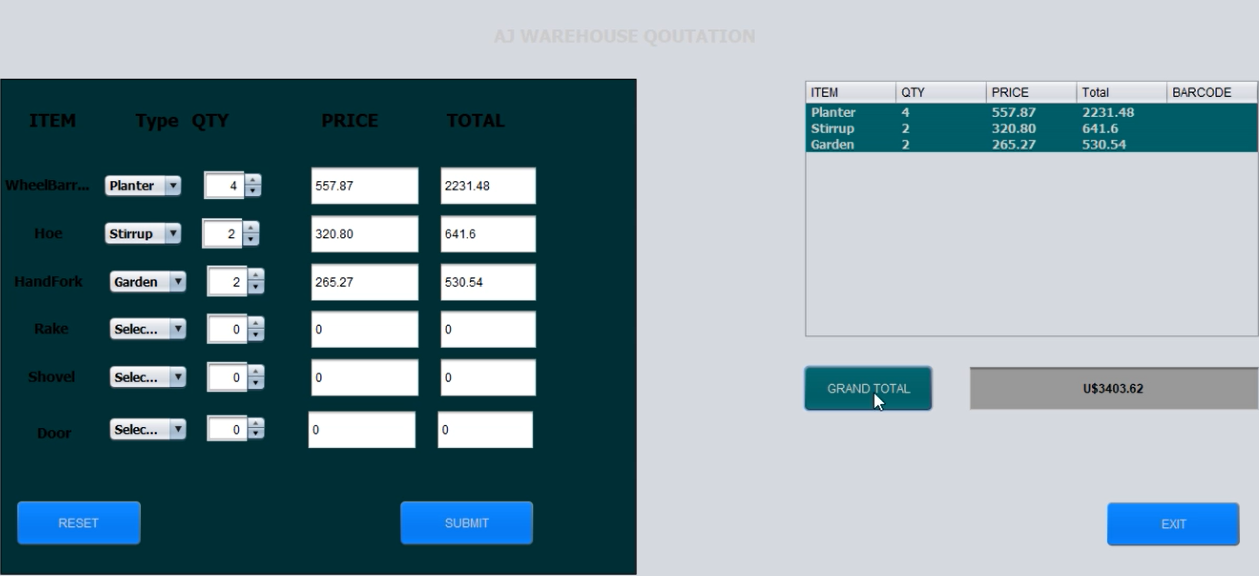 AJ WAREHOUSE QOUTATION
ITEM Type QTY PRICE TOTAL
WheelBarr... Planter 4 557.87 2231.48
Hoe Stirrup 2 320.80 641.6
HandFork Garden 2 265.27 530.54
Rake Selec... 0 0 0
Shovel Selec... 0 0 0
Door Selec... 0 0 0
RESET SUBMIT
ITEM QTY PRICE Total BARCODE
Planter 4 557.87 2231.48
Stirrup 2 320.80 641.6
Garden 2 265.27 530.54
GRAND TOTAL U$3403.62
EXIT